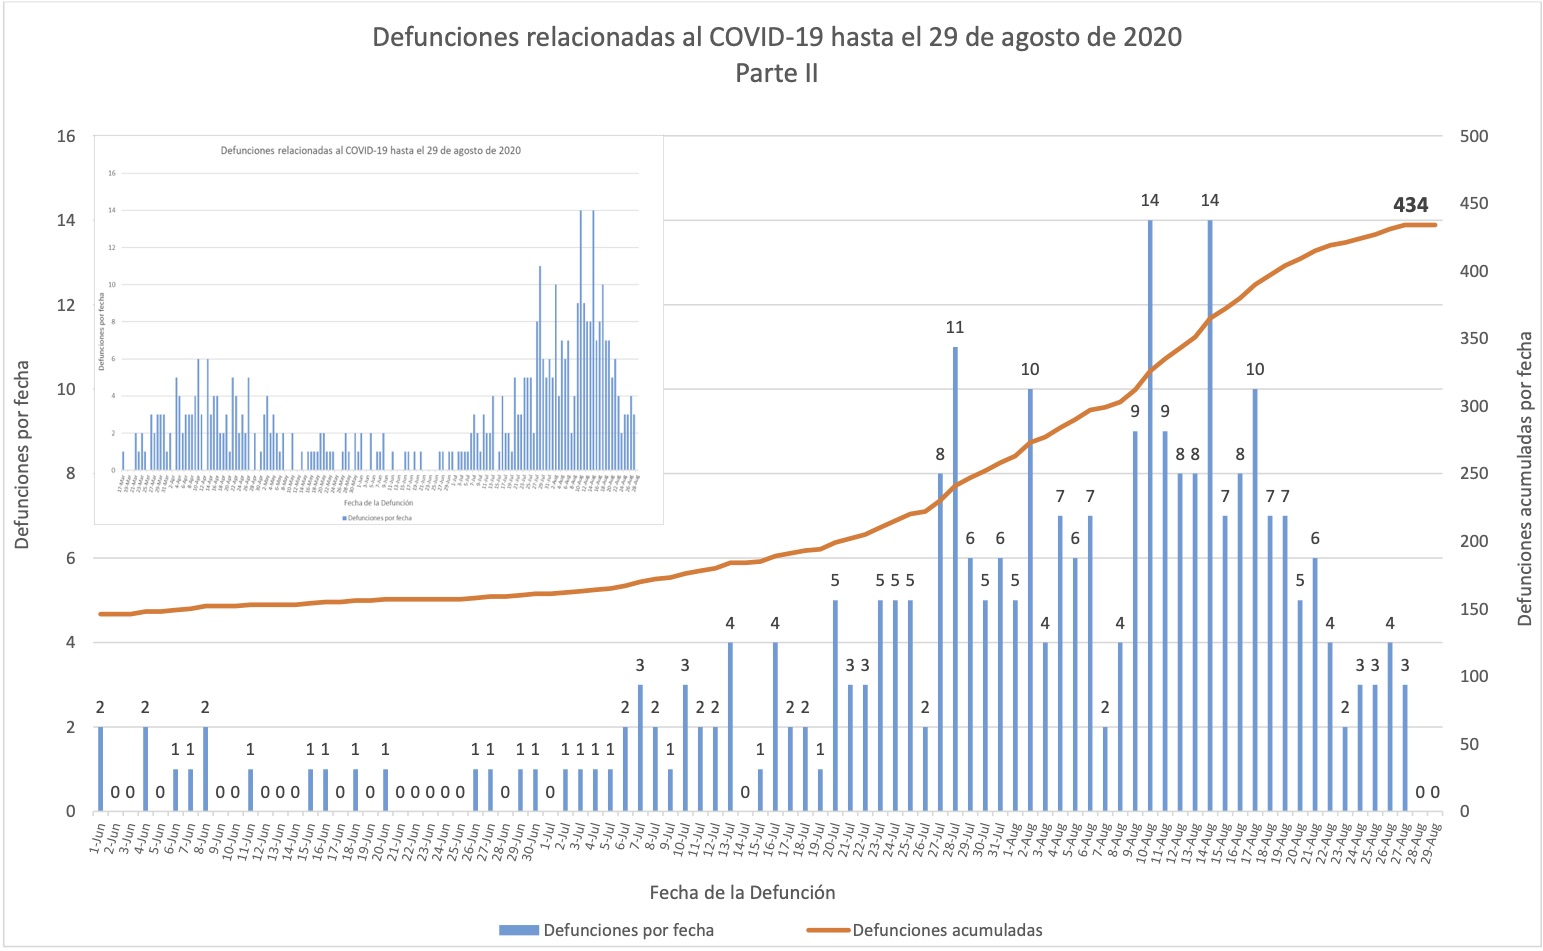 Defunciones relacionadas al COVID-19 hasta el 29 de agosto de 2020
Parte II
16
14
12
10
8
6
4
2
0
Defunciones por fecha
500
450
400
350
300
250
200
150
100
50
0
Defunciones acumuladas por fecha
Defunciones relacionadas al COVID-19 hasta el 29 de agosto de 2020
16
14
12
10
8
6
4
2
0
Defunciones por fecha
Fecha de la Defunción
Defunciones por fecha
434
2 0 0 2 0 1 1 2 0 0 1 0 0 0 1 1 0 1 0 1 0 0 0 0 0 1 1 0 1 1 0 1 1 1 1 2 3 2 1 3 2 2 4 0 1 4 2 2 1 5 3 3 5 5 5 2 8 11 6 5 6 5 10 4 7 6 7 2 4 9 14 9 8 8 14 7 8 10 7 7 5 6 4 2 3 3 4 3 0 0
1-Jun 2-Jun 3-Jun 4-Jun 5-Jun 6-Jun 7-Jun 8-Jun 9-Jun 10-Jun 11-Jun 12-Jun 13-Jun 14-Jun 15-Jun 16-Jun 17-Jun 18-Jun 19-Jun 20-Jun 21-Jun 22-Jun 23-Jun 24-Jun 25-Jun 26-Jun 27-Jun 28-Jun 29-Jun 30-Jun 1-Jul 2-Jul 3-Jul 4-Jul 5-Jul 6-Jul 7-Jul 8-Jul 9-Jul 10-Jul 11-Jul 12-Jul 13-Jul 14-Jul 15-Jul 16-Jul 17-Jul 18-Jul 19-Jul 20-Jul 21-Jul 22-Jul 23-Jul 24-Jul 25-Jul 26-Jul 27-Jul 28-Jul 29-Jul 30-Jul 31-Jul 1-Aug 2-Aug 3-Aug 4-Aug 5-Aug 6-Aug 7-Aug 8-Aug 9-Aug 10-Aug 11-Aug 12-Aug 13-Aug 14-Aug 15-Aug 16-Aug 17-Aug 18-Aug 19-Aug 20-Aug 21-Aug 22-Aug 23-Aug 24-Aug 25-Aug 26-Aug 27-Aug 28-Aug 29-Aug
Fecha de la Defunción
Defunciones por fecha
Defunciones acumuladas